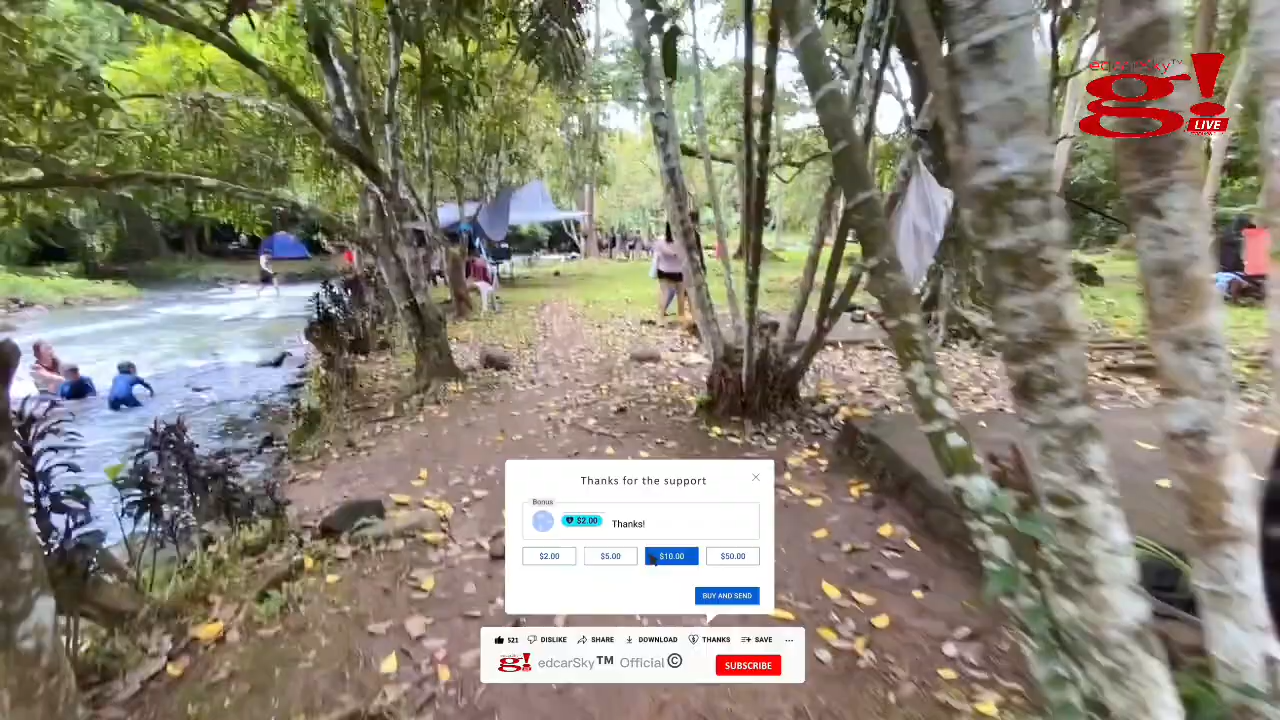 edcarSky™
g!
LIVE
Thanks for the support
Bonus
$2.00 Thanks!
$2.00 $5.00 $10.00 $50.00
BUY AND SEND
521 DISLIKE SHARE DOWNLOAD THANKS SAVE ...
g! edcarSky™ Official ©
SUBSCRIBE